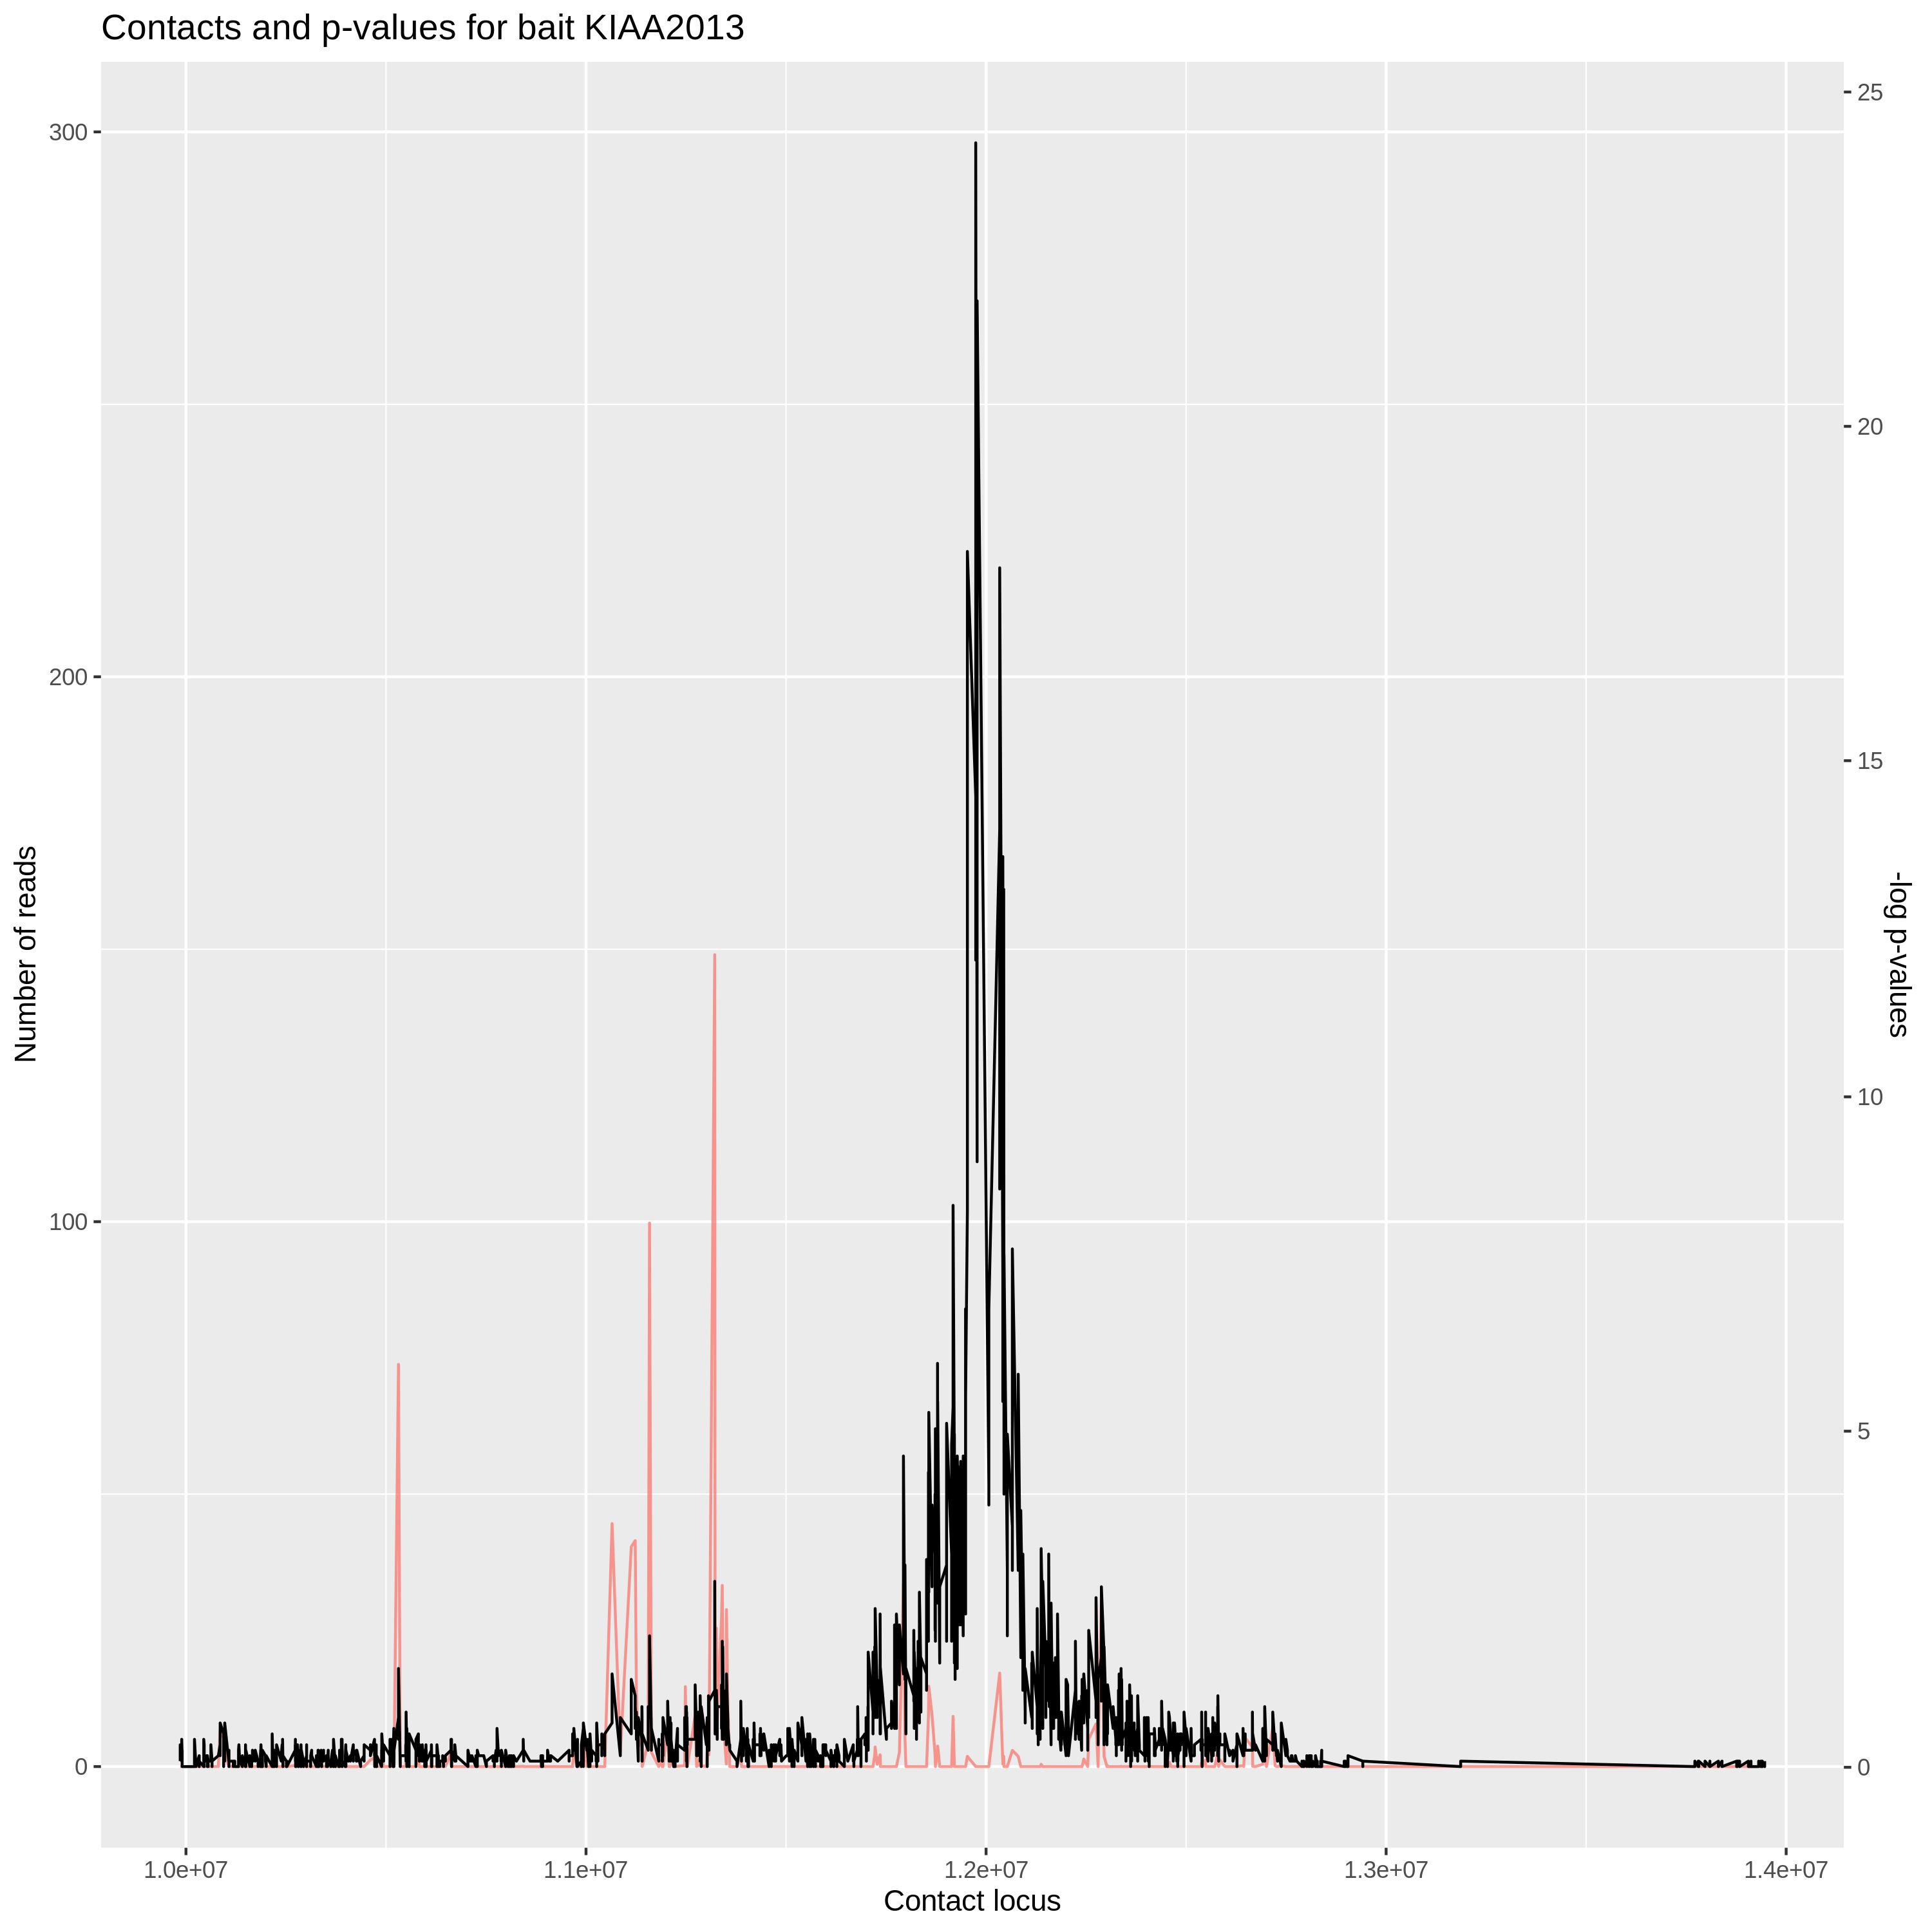 Contacts and p-values for bait KIAA2013
Number of reads
300
200
100
0
25
20
15
10
5
0
-log p-values
1.0e+07
1.1e+07
1.2e+07
1.3e+07
1.4e+07
Contact locus